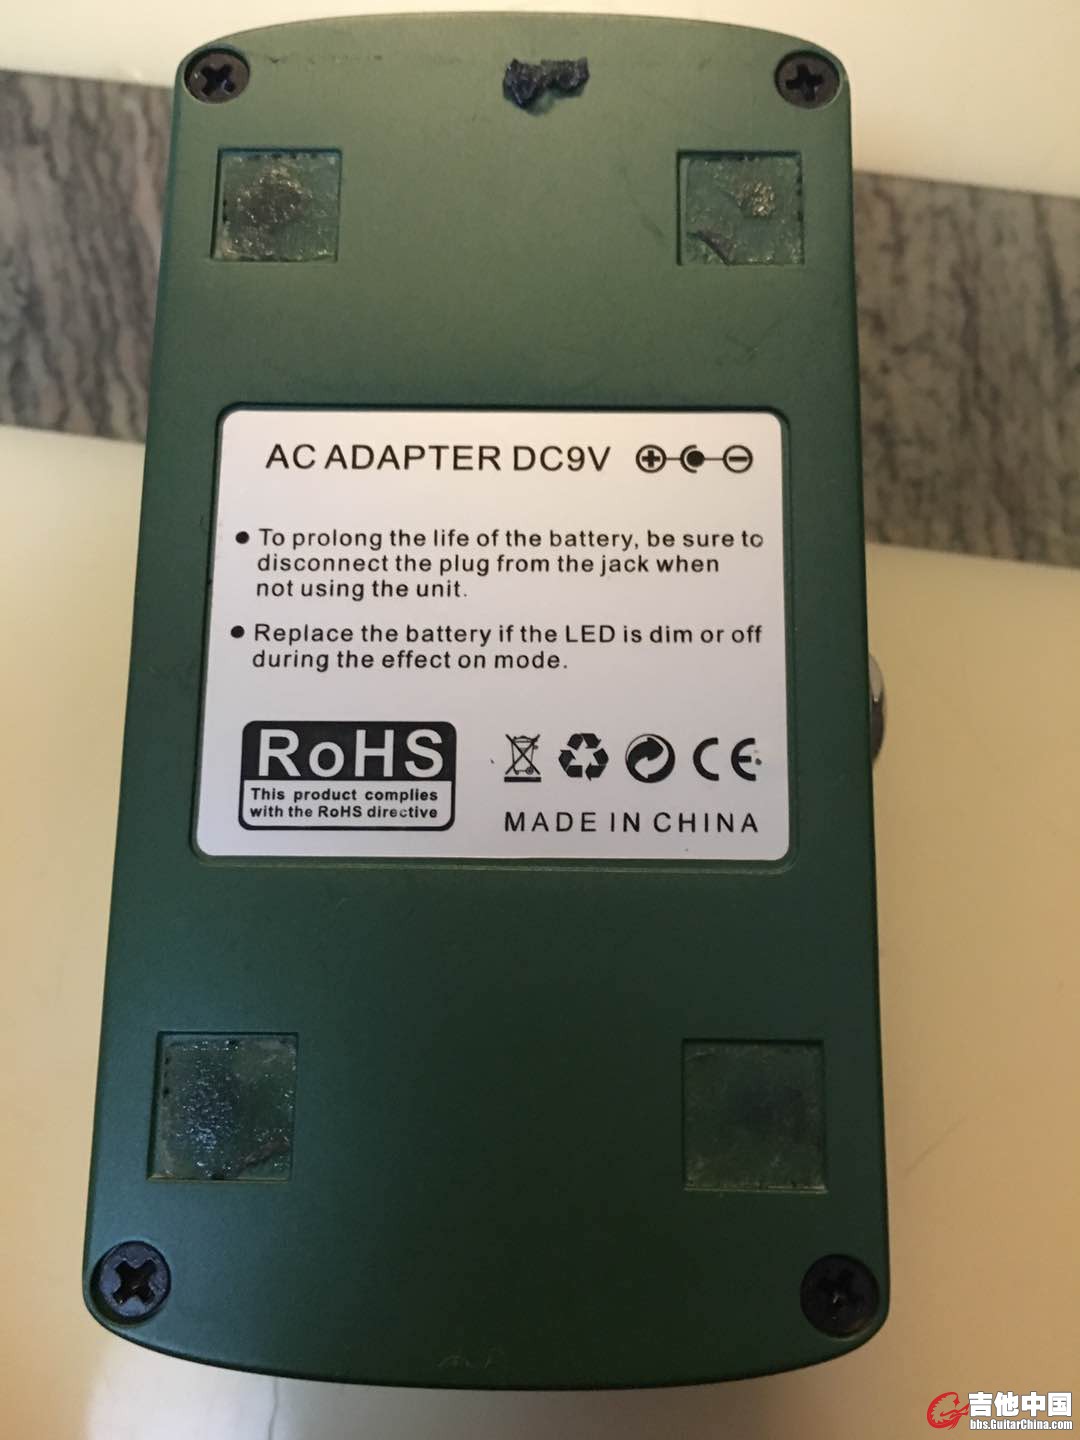 AC ADAPTER DC9V
● To prolong the life of the battery, be sure to
disconnect the plug from the jack when
not using the unit.
● Replace the battery if the LED is dim or off
during the effect on mode.
RoHS
This product complies
with the RoHS directive
CE
MADE IN CHINA
吉他中国
bbs.GuitarChina.com